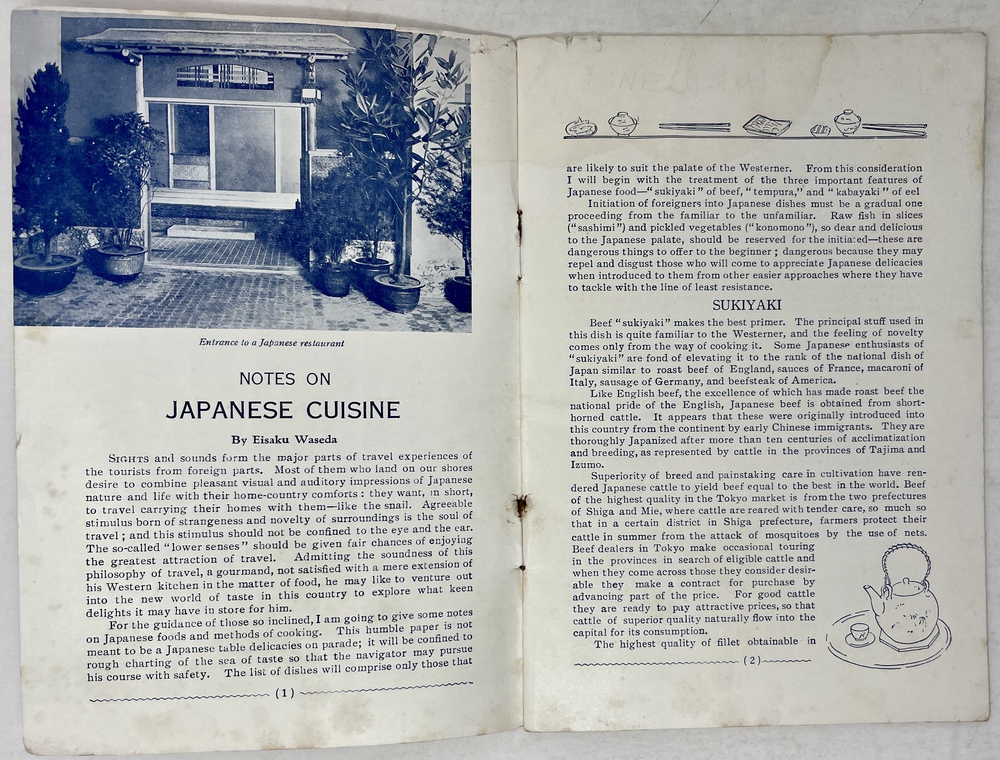 Entrance to a Japanese restaurant
NOTES ON
JAPANESE CUISINE
By Eisaku Waseda
SIGHTS and sounds form the major parts of travel experiences of
the tourists from foreign parts. Most of them who land on our shores
desire to combine pleasant visual and auditory impressions of Japanese
nature and life with their home-country comforts : they want, in short,
to travel carrying their homes with them—like the snail. Agreeable
stimulus born of strangeness and novelty of surroundings is the soul of
travel ; and this stimulus should not be confined to the eye and the ear.
The so-called "lower senses" should be given fair chances of enjoying
the greatest attraction of travel. Admitting the soundness of this
philosophy of travel, a gourmand, not satisfied with a mere extension of
his Western kitchen in the matter of food, he may like to venture out
into the new world of taste in this country to explore what keen
delights it may have in store for him.
For the guidance of those so inclined, I am going to give some notes
on Japanese foods and methods of cooking. This humble paper is not
meant to be a Japanese table delicacies on parade; it will be confined to
rough charting of the sea of taste so that the navigator may pursue
his course with safety. The list of dishes will comprise only those that
(1)
are likely to suit the palate of the Westerner. From this consideration
I will begin with the treatment of the three important features of
Japanese food—"sukiyaki" of beef, "tempura," and "kabayaki" of eel
Initiation of foreigners into Japanese dishes must be a gradual one
proceeding from the familiar to the unfamiliar. Raw fish in slices
("sashimi") and pickled vegetables ("konomono"), so dear and delicious
to the Japanese palate, should be reserved for the initiated—these are
dangerous things to offer to the beginner ; dangerous because they may
repel and disgust those who will come to appreciate Japanese delicacies
when introduced to them from other easier approaches where they have
to tackle with the line of least resistance.
SUKIYAKI
Beef "sukiyaki" makes the best primer. The principal stuff used in
this dish is quite familiar to the Westerner, and the feeling of novelty
comes only from the way of cooking it. Some Japanese enthusiasts of
"sukiyaki" are fond of elevating it to the rank of the national dish of
Japan similar to roast beef of England, sauces of France, macaroni of
Italy, sausage of Germany, and beefsteak of America.
Like English beef, the excellence of which has made roast beef the
national pride of the English, Japanese beef is obtained from short-
horned cattle. It appears that these were originally introduced into
this country from the continent by early Chinese immigrants. They are
thoroughly Japanized after more than ten centuries of acclimatization
and breeding, as represented by cattle in the provinces of Tajima and
Izumo.
Superiority of breed and painstaking care in cultivation have ren-
dered Japanese cattle to yield beef equal to the best in the world. Beef
of the highest quality in the Tokyo market is from the two prefectures
of Shiga and Mie, where cattle are reared with tender care, so much so
that in a certain district in Shiga prefecture, farmers protect their
cattle in summer from the attack of mosquitoes by the use of nets.
Beef dealers in Tokyo make occasional touring
in the provinces in search of eligible cattle and
when they come across those they consider desir-
able they make a contract for purchase by
advancing part of the price. For good cattle
they are ready to pay attractive prices, so that
cattle of superior quality naturally flow into the
capital for its consumption.
The highest quality of fillet obtainable in
(2)